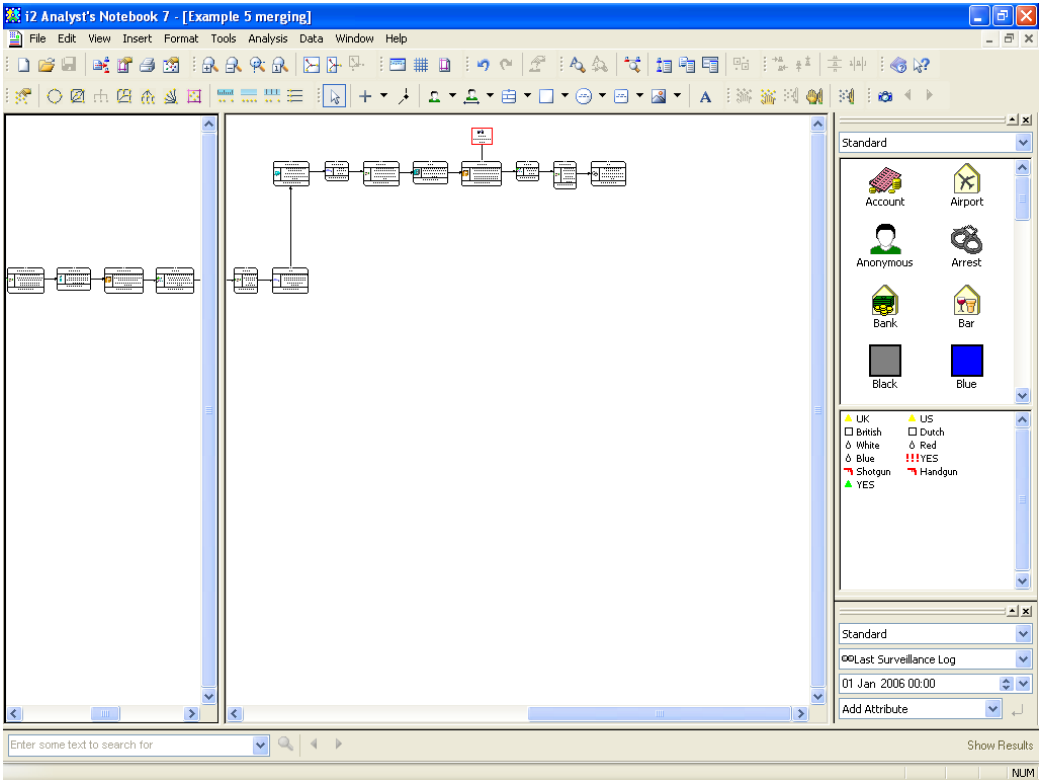 i2 Analyst's Notebook 7 - [Example 5 merging]
File Edit View Insert Format Tools Analysis Data Window Help
Standard
Account Airport
Anonymous Arrest
Bank Bar
Black Blue
UK US
British Dutch
White Red
Blue !!!YES
Shotgun Handgun
YES
Standard
Last Surveillance Log
01 Jan 2006 00:00
Add Attribute
Enter some text to search for
Show Results
NUM